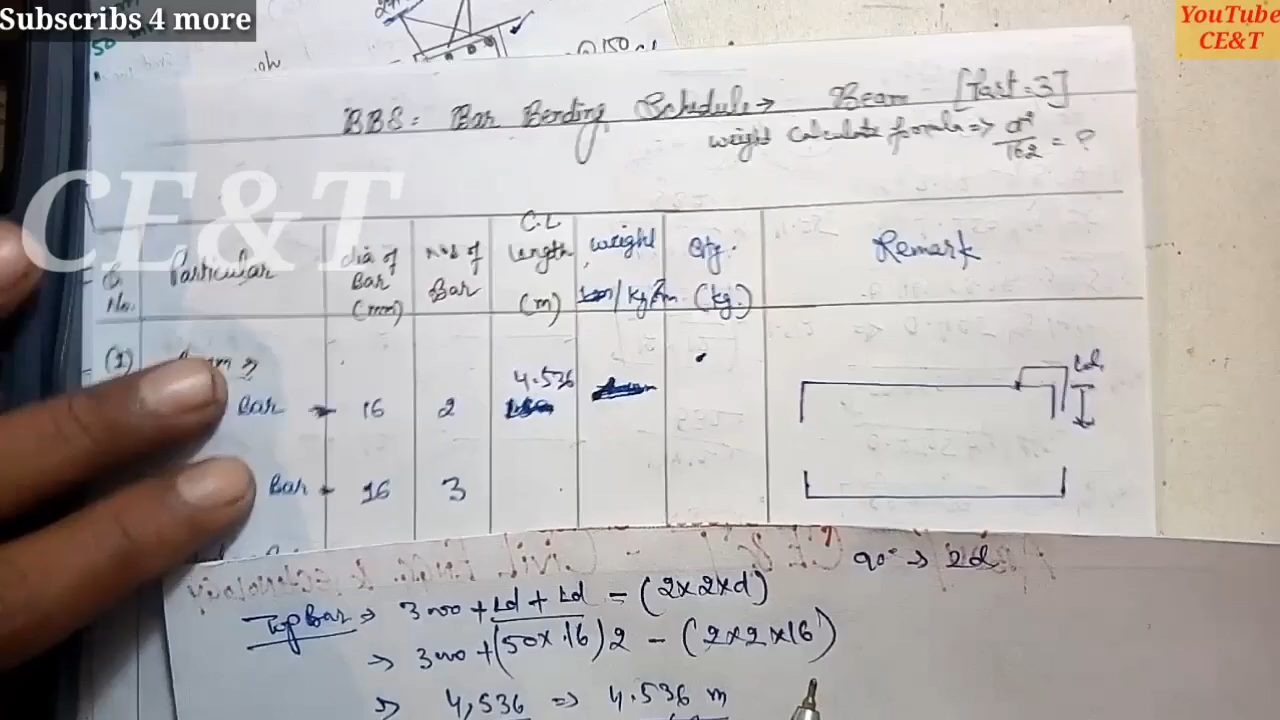 Subscribs 4 more
YouTube
CE&T
@150
BBS: Bar Bending Schedule → Beam [Part:3]
weight Calculate formula ⇒ d²/162 = ?
CE&T
S. No.
Particular
dia of Bar (mm)
No's of Bar
C.L Length (m)
weight /Kg/m
Qty. (kg.)
Remark
(1)
Bar → 16 2 4.536
Ld
Bar → 16 3
90° → 2d
Top Bar ⇒ 3000 + Ld + Ld - (2×2×d)
⇒ 3000 + (50×16)2 - (2×2×16)
⇒ 4,536 ⇒ 4.536 m